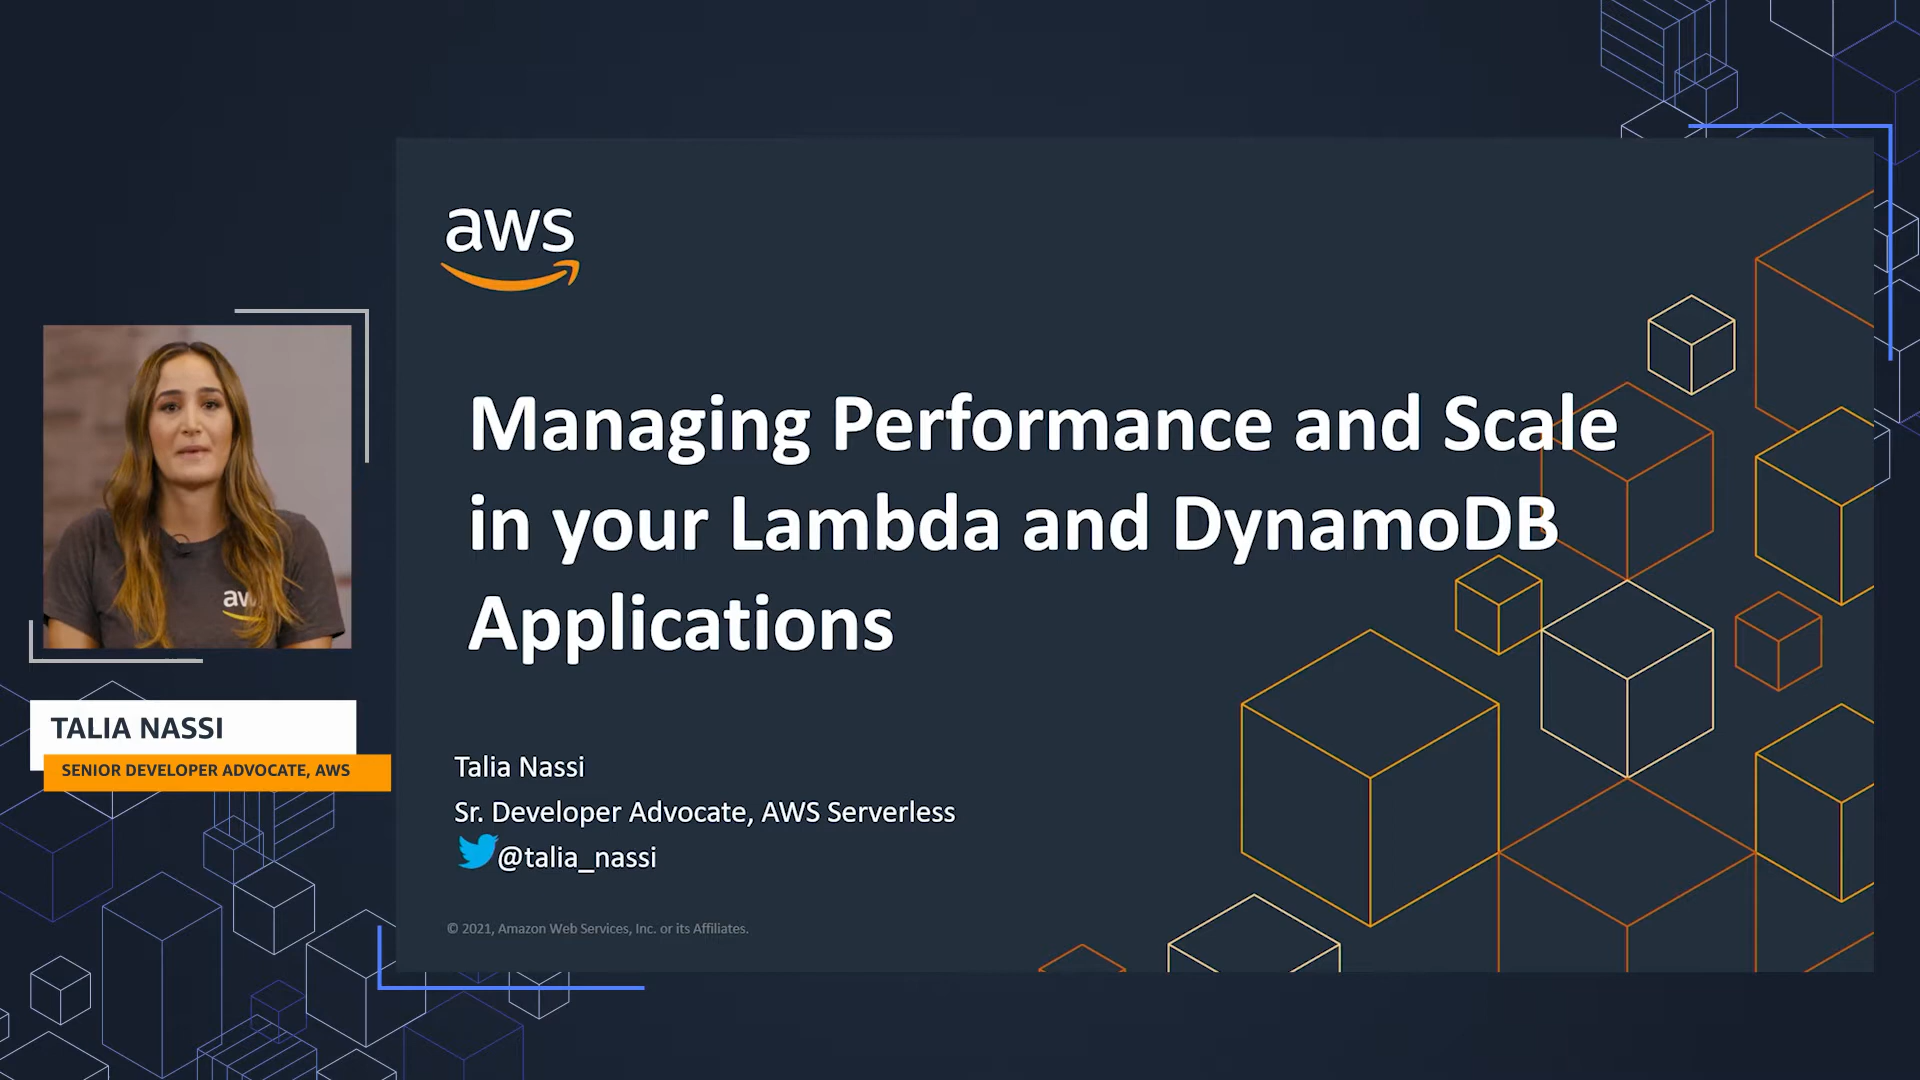 aws
Managing Performance and Scale
in your Lambda and DynamoDB
Applications
aws
TALIA NASSI
SENIOR DEVELOPER ADVOCATE, AWS
Talia Nassi
Sr. Developer Advocate, AWS Serverless
@talia_nassi
© 2021, Amazon Web Services, Inc. or its Affiliates.